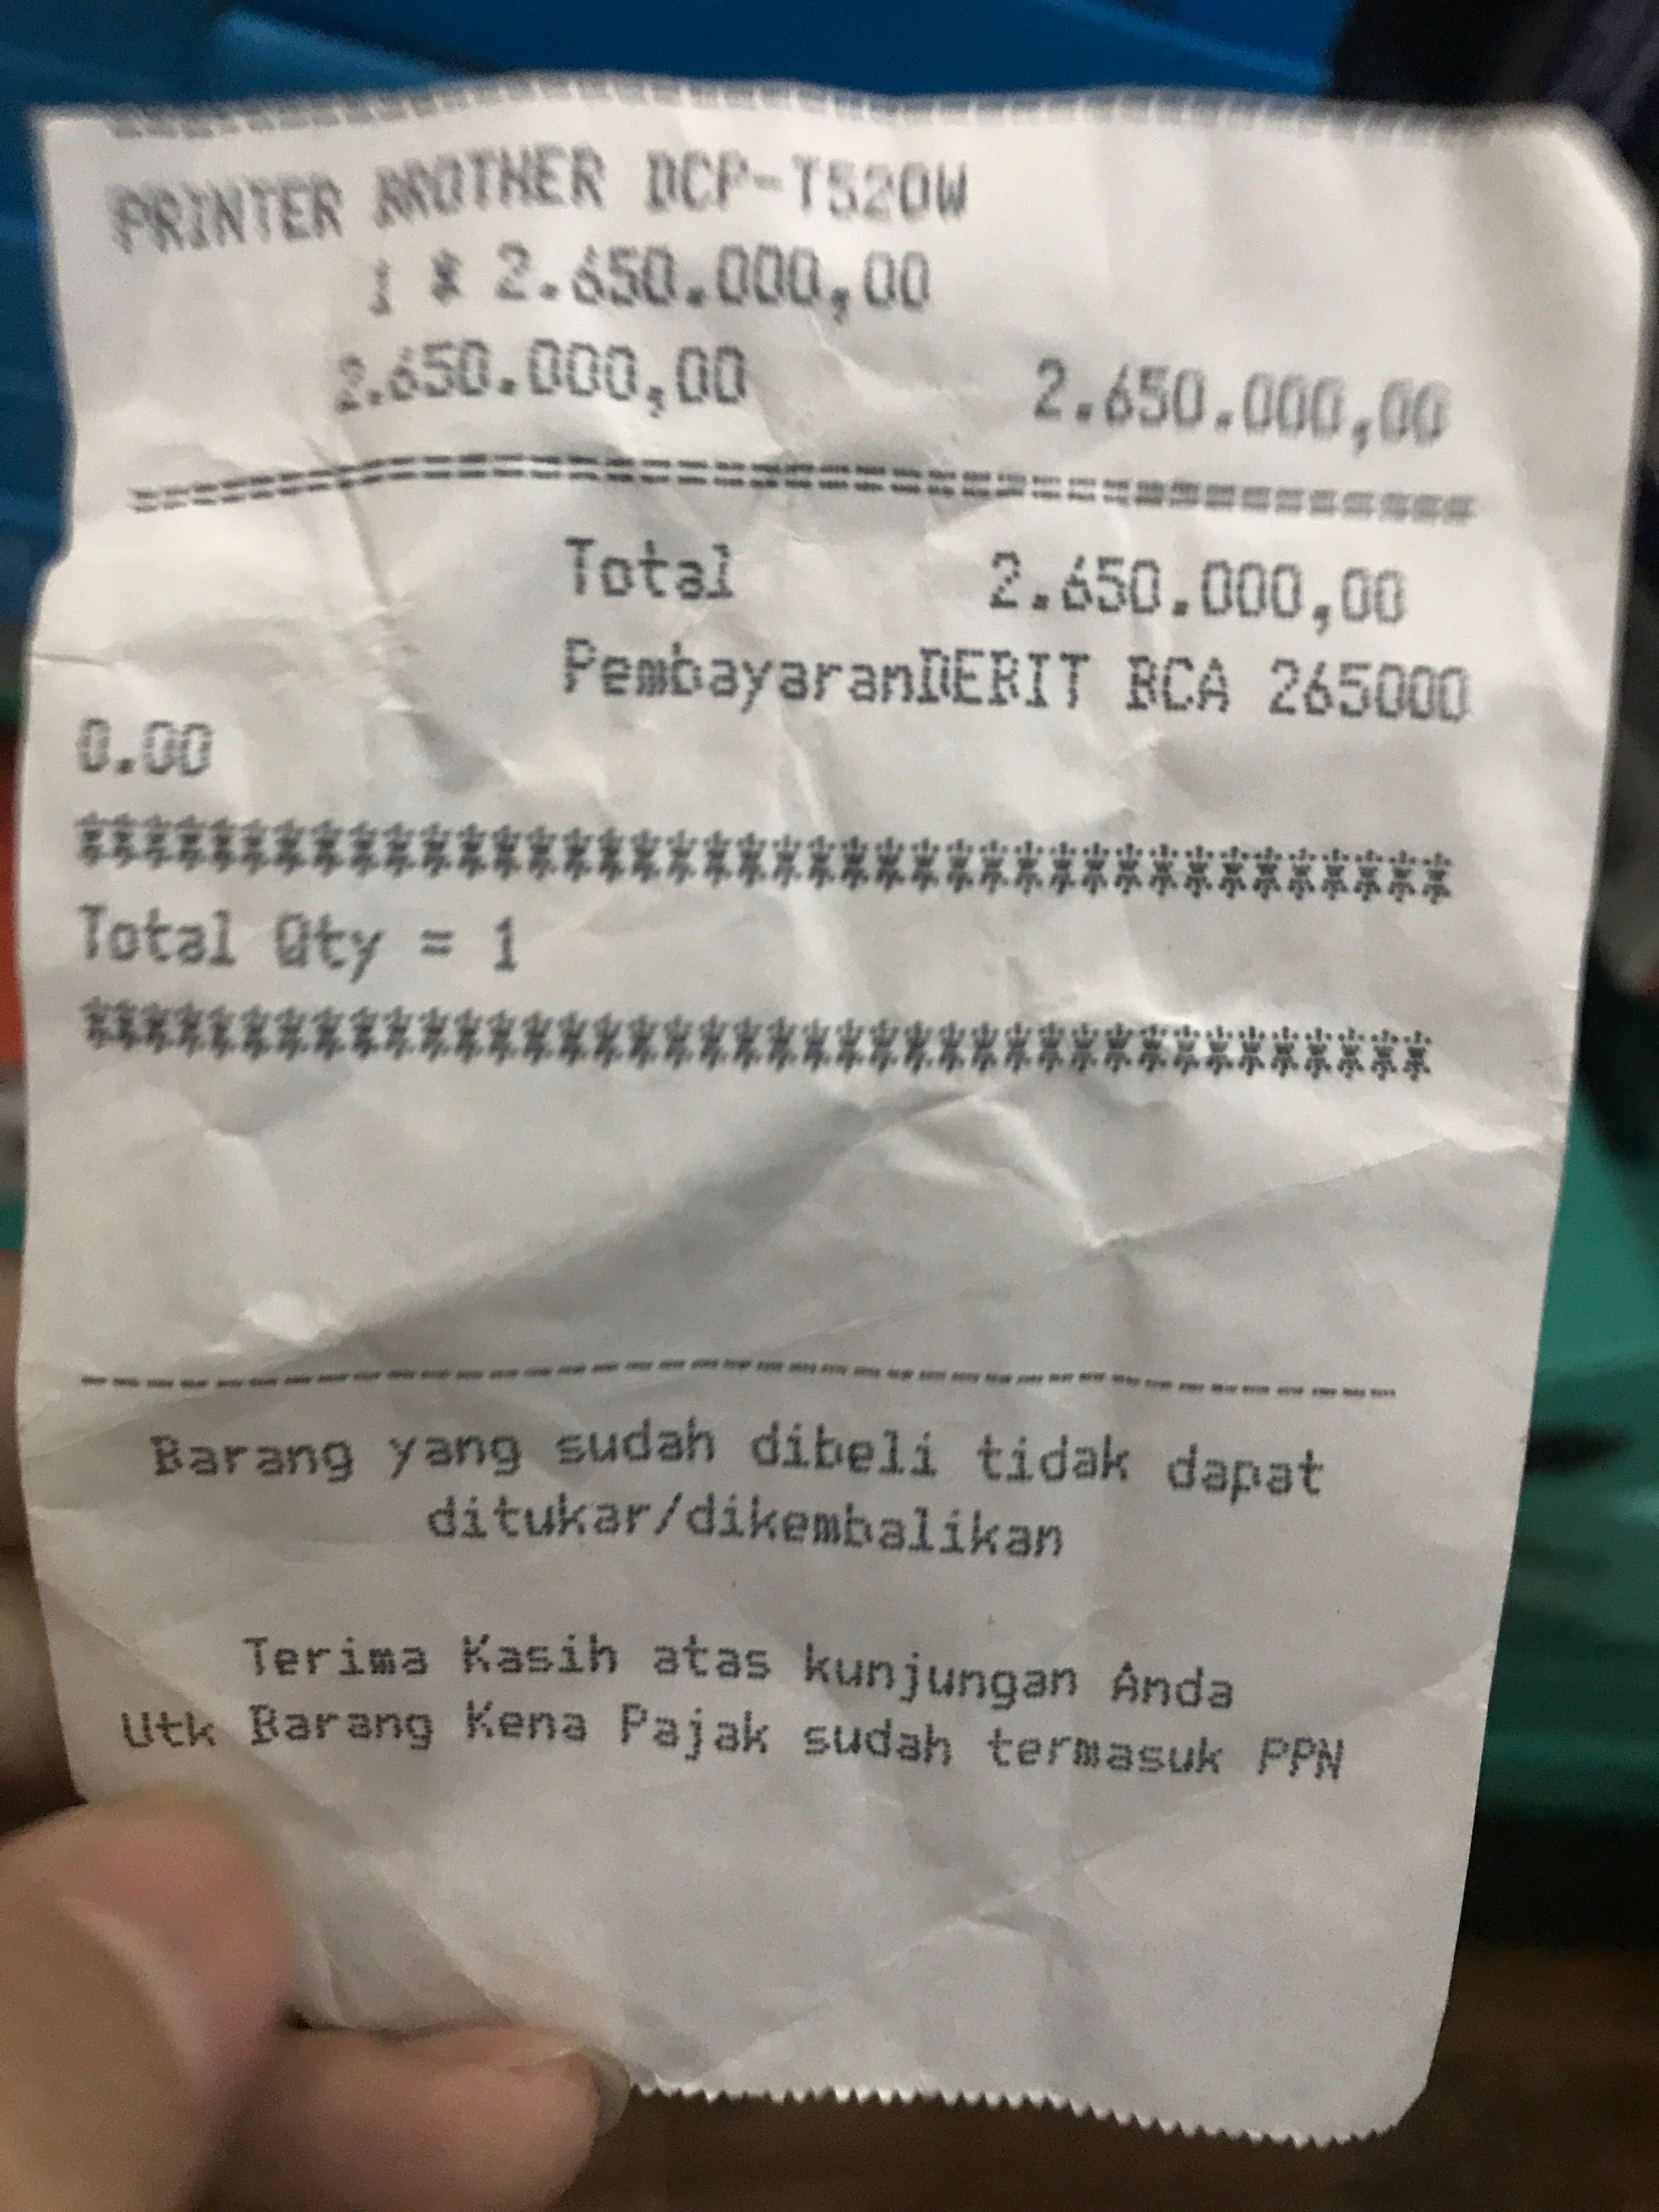 PRINTER BROTHER DCP-T520W
1 * 2.650.000,00
2.650.000,00 2.650.000,00
================================
Total 2.650.000,00
PembayaranDEBIT BCA 265000
0.00
***************************************
Total Qty = 1
***************************************
----------------------------------------
Barang yang sudah dibeli tidak dapat
ditukar/dikembalikan
Terima Kasih atas kunjungan Anda
Utk Barang Kena Pajak sudah termasuk PPN